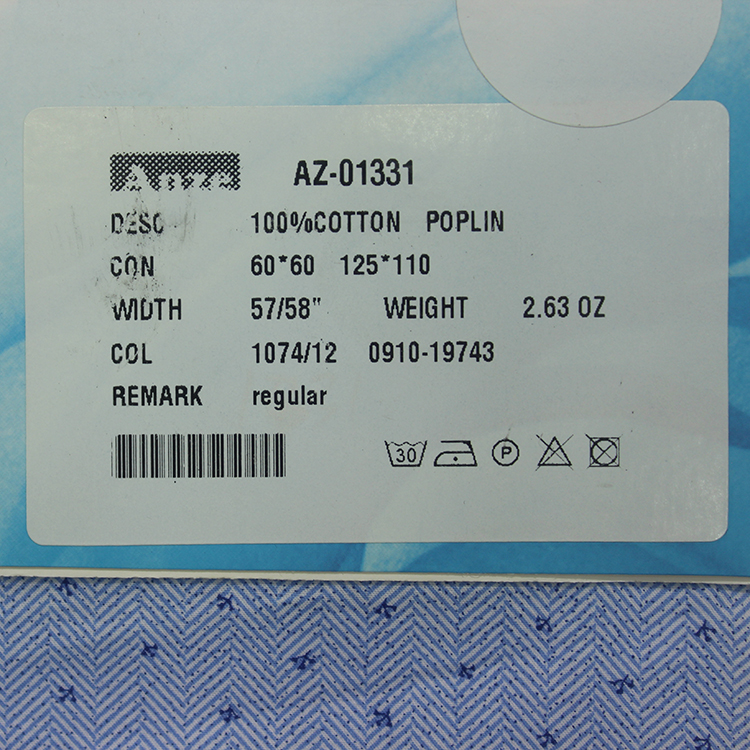 Anze AZ-01331
DESC 100%COTTON POPLIN
CON 60*60 125*110
WIDTH 57/58" WEIGHT 2.63 OZ
COL 1074/12 0910-19743
REMARK regular
30 P